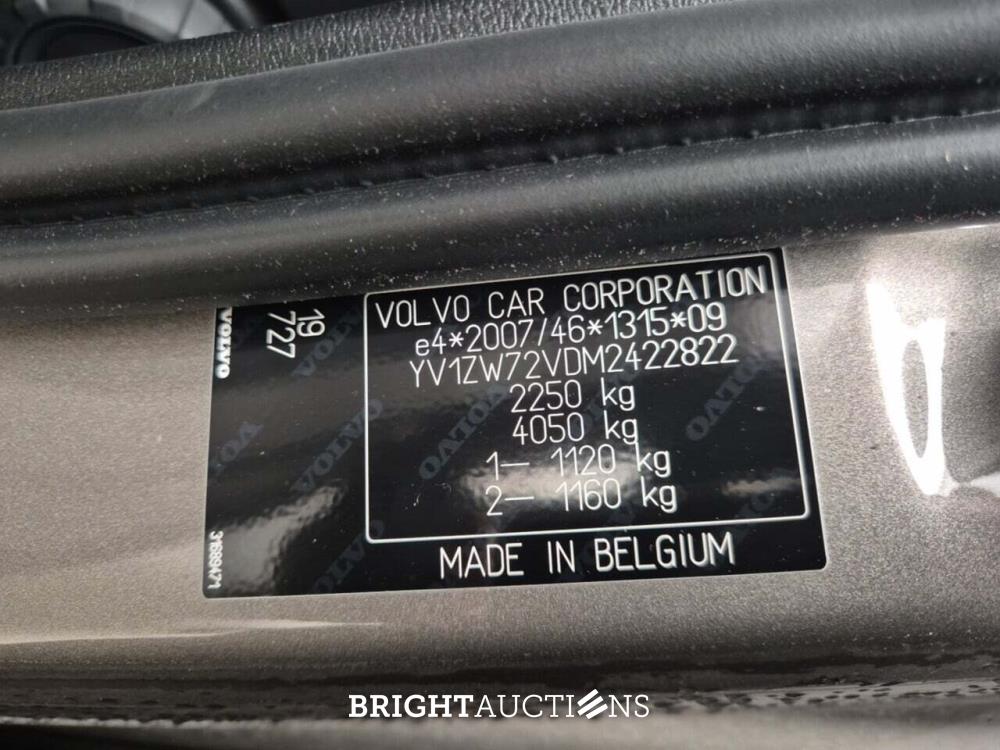 VOLVO
19
727
31689471
VOLVO CAR CORPORATION
e4*2007/46*1315*09
YV1ZW72VDM2422822
2250 kg
4050 kg
1– 1120 kg
2– 1160 kg
MADE IN BELGIUM
BRIGHTAUCTIONS